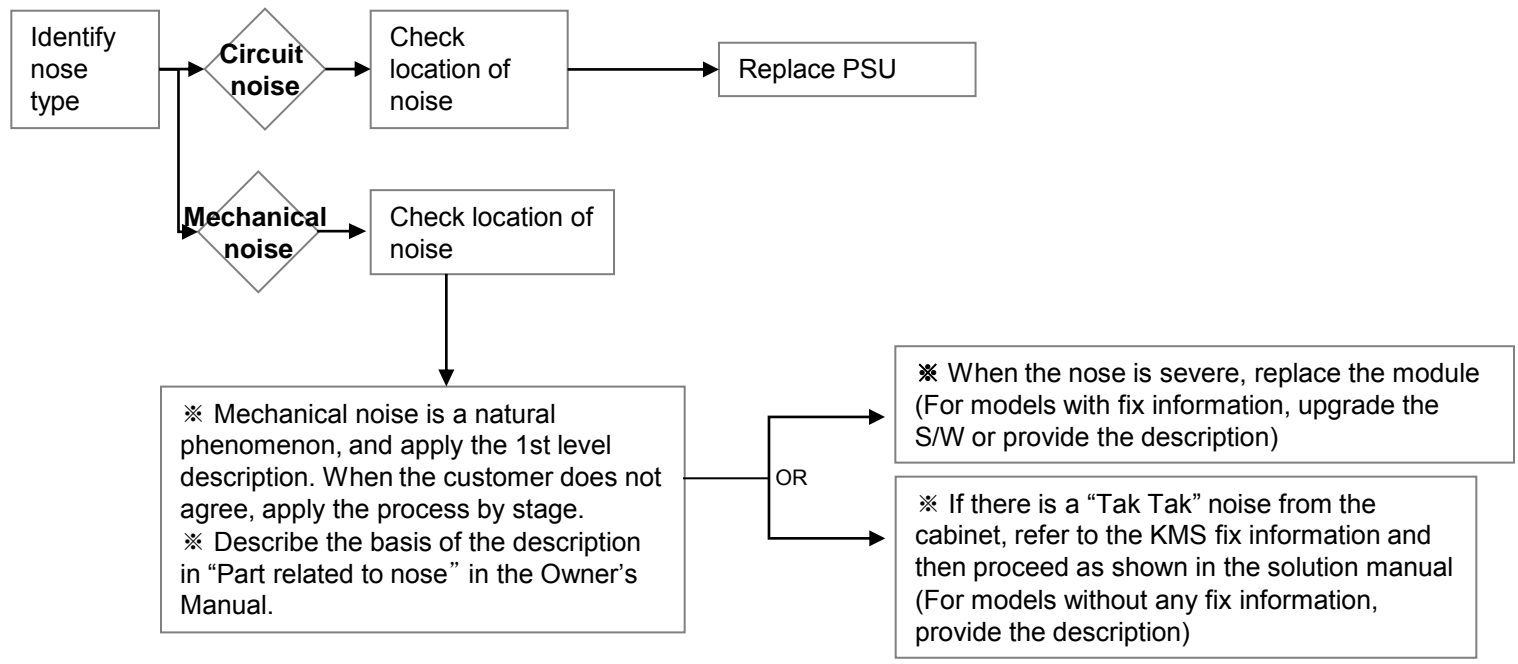 Identify
nose
type
Circuit
noise
Check
location of
noise
Replace PSU
Mechanical
noise
Check location of
noise
※ Mechanical noise is a natural
phenomenon, and apply the 1st level
description. When the customer does not
agree, apply the process by stage.
※ Describe the basis of the description
in “Part related to nose” in the Owner’s
Manual.
OR
※ When the nose is severe, replace the module
(For models with fix information, upgrade the
S/W or provide the description)
※ If there is a “Tak Tak” noise from the
cabinet, refer to the KMS fix information and
then proceed as shown in the solution manual
(For models without any fix information,
provide the description)